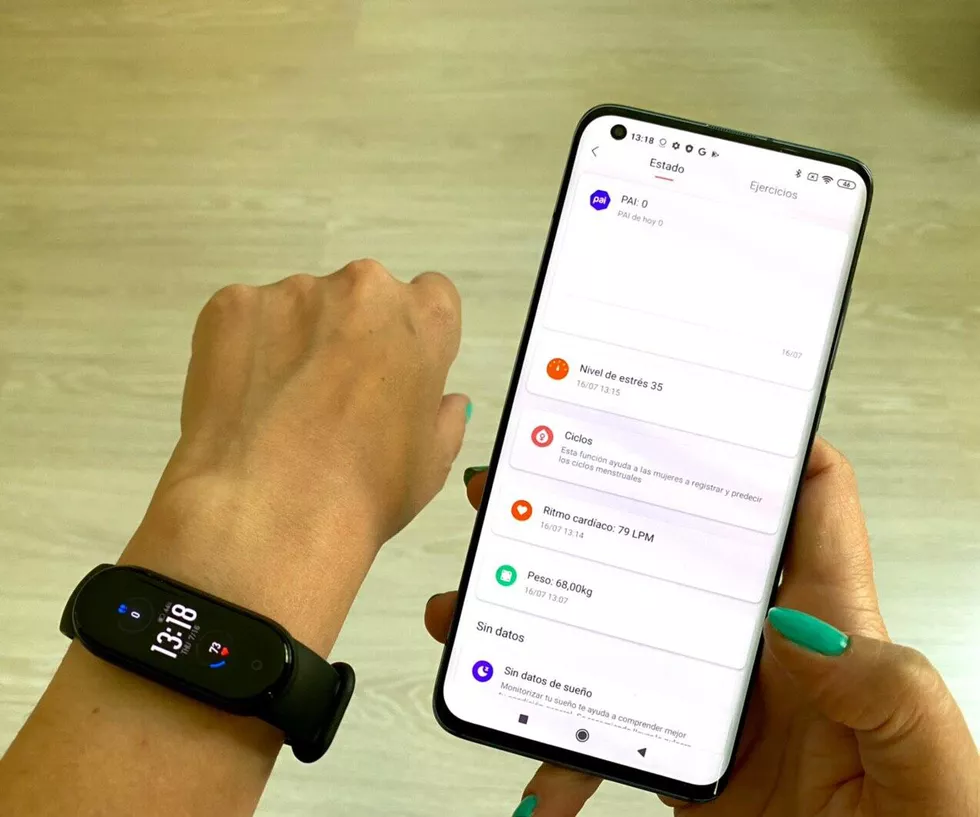 13:18
46
Estado
Ejercicios
pai
PAI: 0
PAI de hoy 0
16/07
Nivel de estrés 35
16/07 13:15
Ciclos
Esta función ayuda a las mujeres a registrar y predecir
los ciclos menstruales
Ritmo cardíaco: 79 LPM
16/07 13:14
Peso: 68,00kg
16/07 13:07
Sin datos
Sin datos de sueño
Monitorizar tu sueño te ayuda a comprender mejor
0
13:18
THU 7/16
73